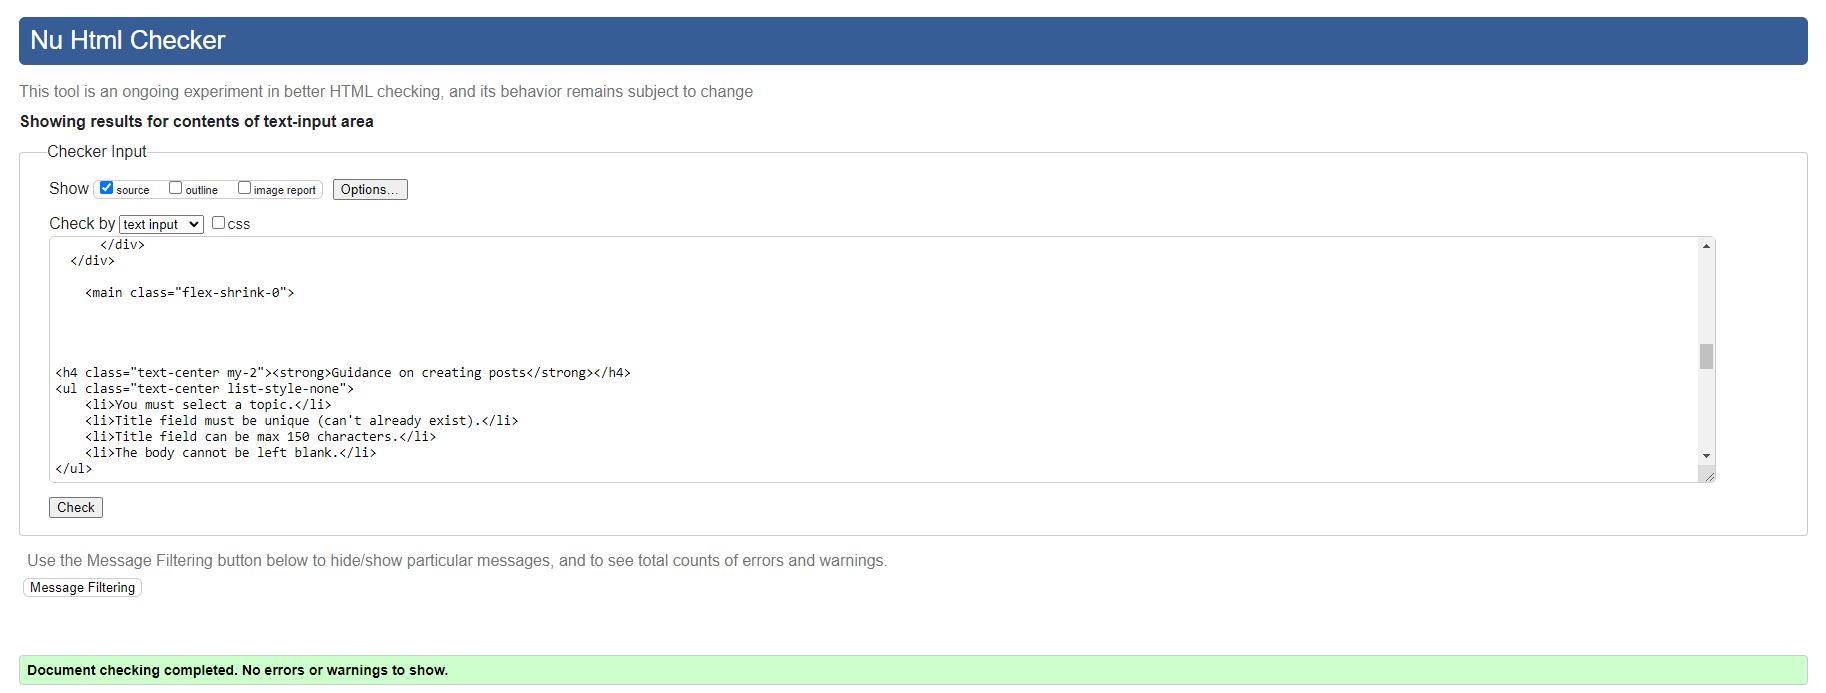 Nu Html Checker
This tool is an ongoing experiment in better HTML checking, and its behavior remains subject to change
Showing results for contents of text-input area
Checker Input
Show source outline image report Options...
Check by text input css
</div>
</div>
<main class="flex-shrink-0">
<h4 class="text-center my-2"><strong>Guidance on creating posts</strong></h4>
<ul class="text-center list-style-none">
<li>You must select a topic.</li>
<li>Title field must be unique (can't already exist).</li>
<li>Title field can be max 150 characters.</li>
<li>The body cannot be left blank.</li>
</ul>
Check
Use the Message Filtering button below to hide/show particular messages, and to see total counts of errors and warnings.
Message Filtering
Document checking completed. No errors or warnings to show.